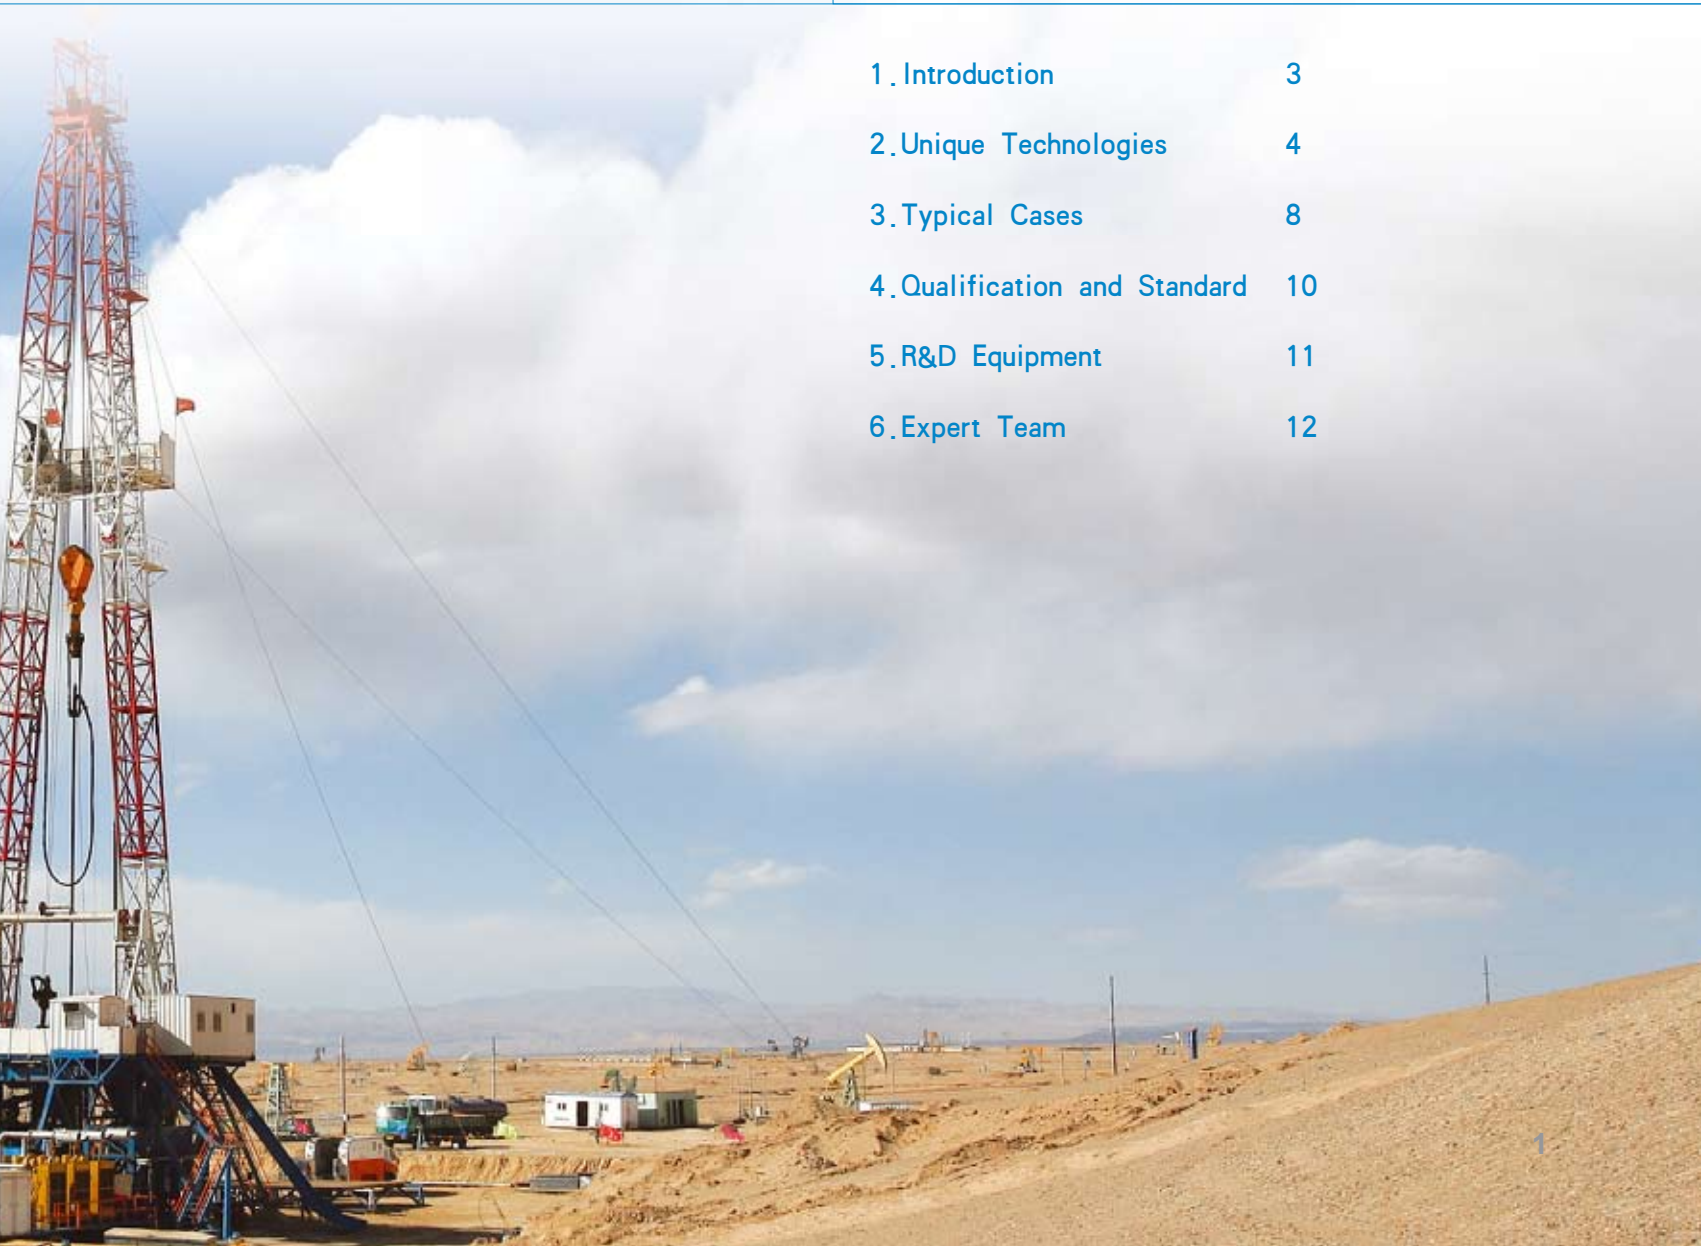 1. Introduction 3
2. Unique Technologies 4
3. Typical Cases 8
4. Qualification and Standard 10
5. R&D Equipment 11
6. Expert Team 12
1